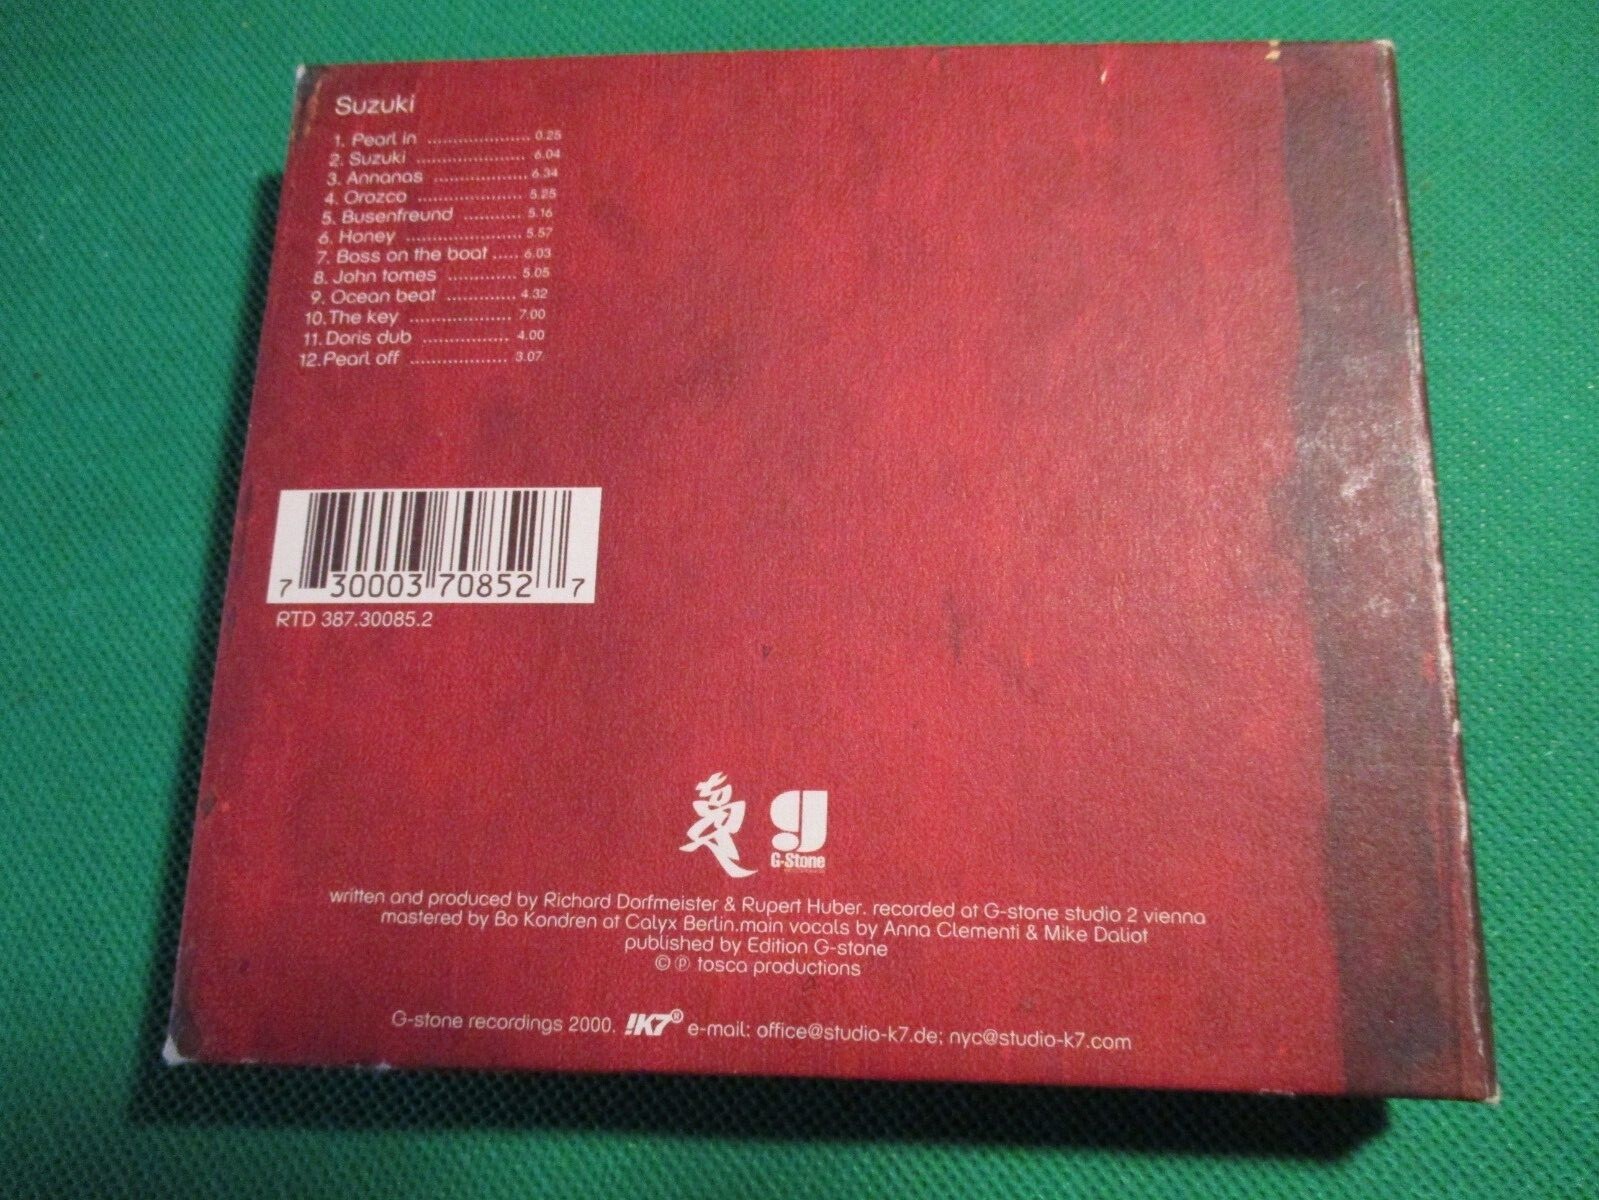 Suzuki
1. Pearl in .................... 0.25
2. Suzuki ..................... 6.04
3. Annanas .................. 6.34
4. Orozco .................... 5.25
5. Busenfreund ........... 5.16
6. Honey ...................... 5.57
7. Boss on the boat ..... 6.03
8. John tomes ............. 5.05
9. Ocean beat ............. 4.32
10. The key ................... 7.00
11. Doris dub ................ 4.00
12. Pearl off ................... 3.07
7 30003 70852 7
RTD 387.30085.2
g
G-Stone
written and produced by Richard Dorfmeister & Rupert Huber. recorded at G-stone studio 2 vienna
mastered by Bo Kondren at Calyx Berlin.main vocals by Anna Clementi & Mike Daliot
published by Edition G-stone
©℗ tosca productions
G-stone recordings 2000. !K7® e-mail: office@studio-k7.de; nyc@studio-k7.com